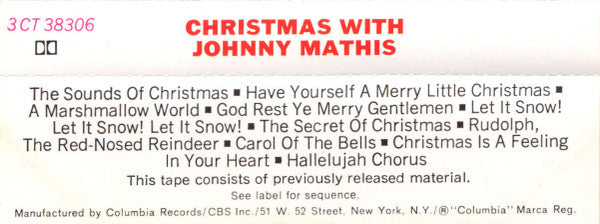 3CT 38306
CHRISTMAS WITH
JOHNNY MATHIS
The Sounds Of Christmas ▪ Have Yourself A Merry Little Christmas ▪
A Marshmallow World ▪ God Rest Ye Merry Gentlemen ▪ Let It Snow!
Let It Snow! Let It Snow! ▪ The Secret Of Christmas ▪ Rudolph,
The Red-Nosed Reindeer ▪ Carol Of The Bells ▪ Christmas Is A Feeling
In Your Heart ▪ Hallelujah Chorus
This tape consists of previously released material.
See label for sequence.
Manufactured by Columbia Records/CBS Inc./51 W. 52 Street, New York, N.Y./® "Columbia" Marca Reg.